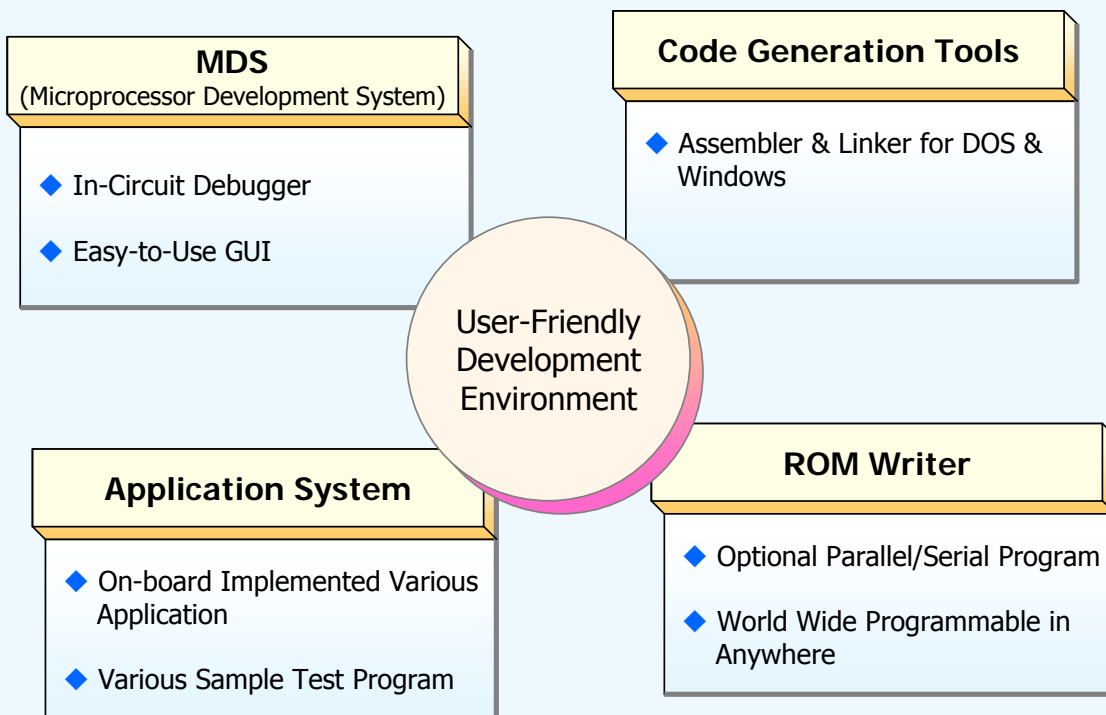 MDS
(Microprocessor Development System)
In-Circuit Debugger
Easy-to-Use GUI
Code Generation Tools
Assembler & Linker for DOS &
Windows
User-Friendly
Development
Environment
Application System
On-board Implemented Various
Application
Various Sample Test Program
ROM Writer
Optional Parallel/Serial Program
World Wide Programmable in
Anywhere